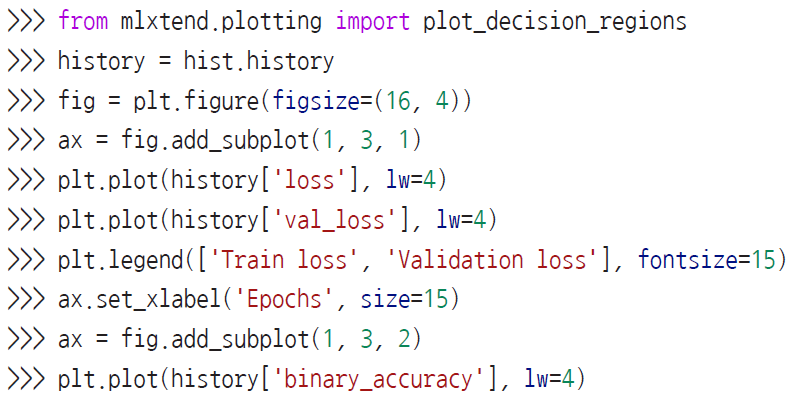 >>> from mlxtend.plotting import plot_decision_regions
>>> history = hist.history
>>> fig = plt.figure(figsize=(16, 4))
>>> ax = fig.add_subplot(1, 3, 1)
>>> plt.plot(history['loss'], lw=4)
>>> plt.plot(history['val_loss'], lw=4)
>>> plt.legend(['Train loss', 'Validation loss'], fontsize=15)
>>> ax.set_xlabel('Epochs', size=15)
>>> ax = fig.add_subplot(1, 3, 2)
>>> plt.plot(history['binary_accuracy'], lw=4)